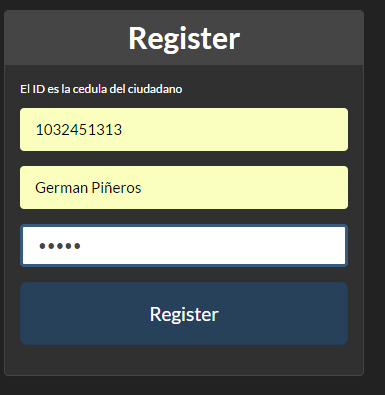 Register
El ID es la cedula del ciudadano
1032451313
German Piñeros
•••••
Register